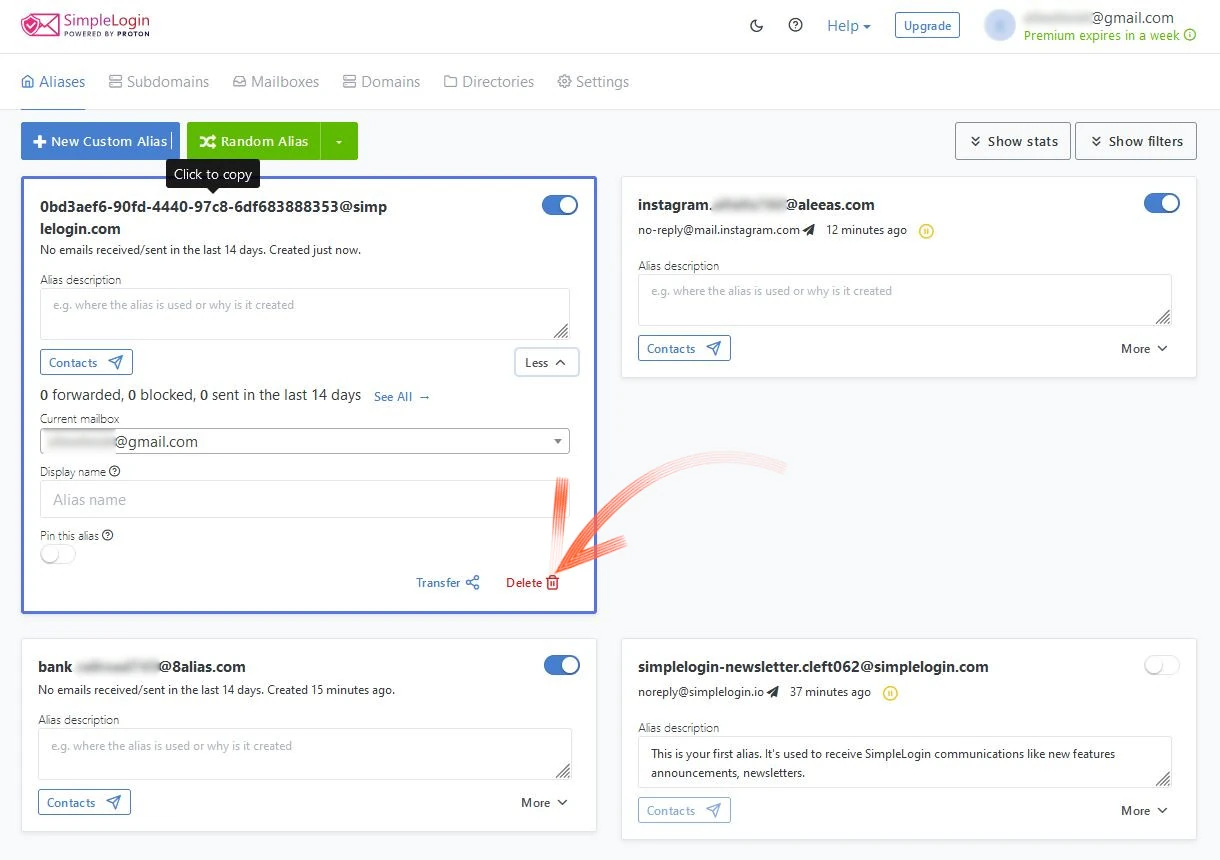 SimpleLogin
POWERED BY PROTON
Help
Upgrade
@gmail.com
Premium expires in a week
Aliases
Subdomains
Mailboxes
Domains
Directories
Settings
New Custom Alias
Random Alias
Show stats
Show filters
Click to copy
0bd3aef6-90fd-4440-97c8-6df683888353@simp
lelogin.com
No emails received/sent in the last 14 days. Created just now.
Alias description
e.g. where the alias is used or why is it created
Contacts
Less
0 forwarded, 0 blocked, 0 sent in the last 14 days See All →
Current mailbox
@gmail.com
Display name
Alias name
Pin this alias
Transfer
Delete
instagram. @aleeas.com
no-reply@mail.instagram.com 12 minutes ago
Alias description
e.g. where the alias is used or why is it created
Contacts
More
bank @8alias.com
No emails received/sent in the last 14 days. Created 15 minutes ago.
Alias description
e.g. where the alias is used or why is it created
Contacts
More
simplelogin-newsletter.cleft062@simplelogin.com
noreply@simplelogin.io 37 minutes ago
Alias description
This is your first alias. It's used to receive SimpleLogin communications like new features
announcements, newsletters.
Contacts
More